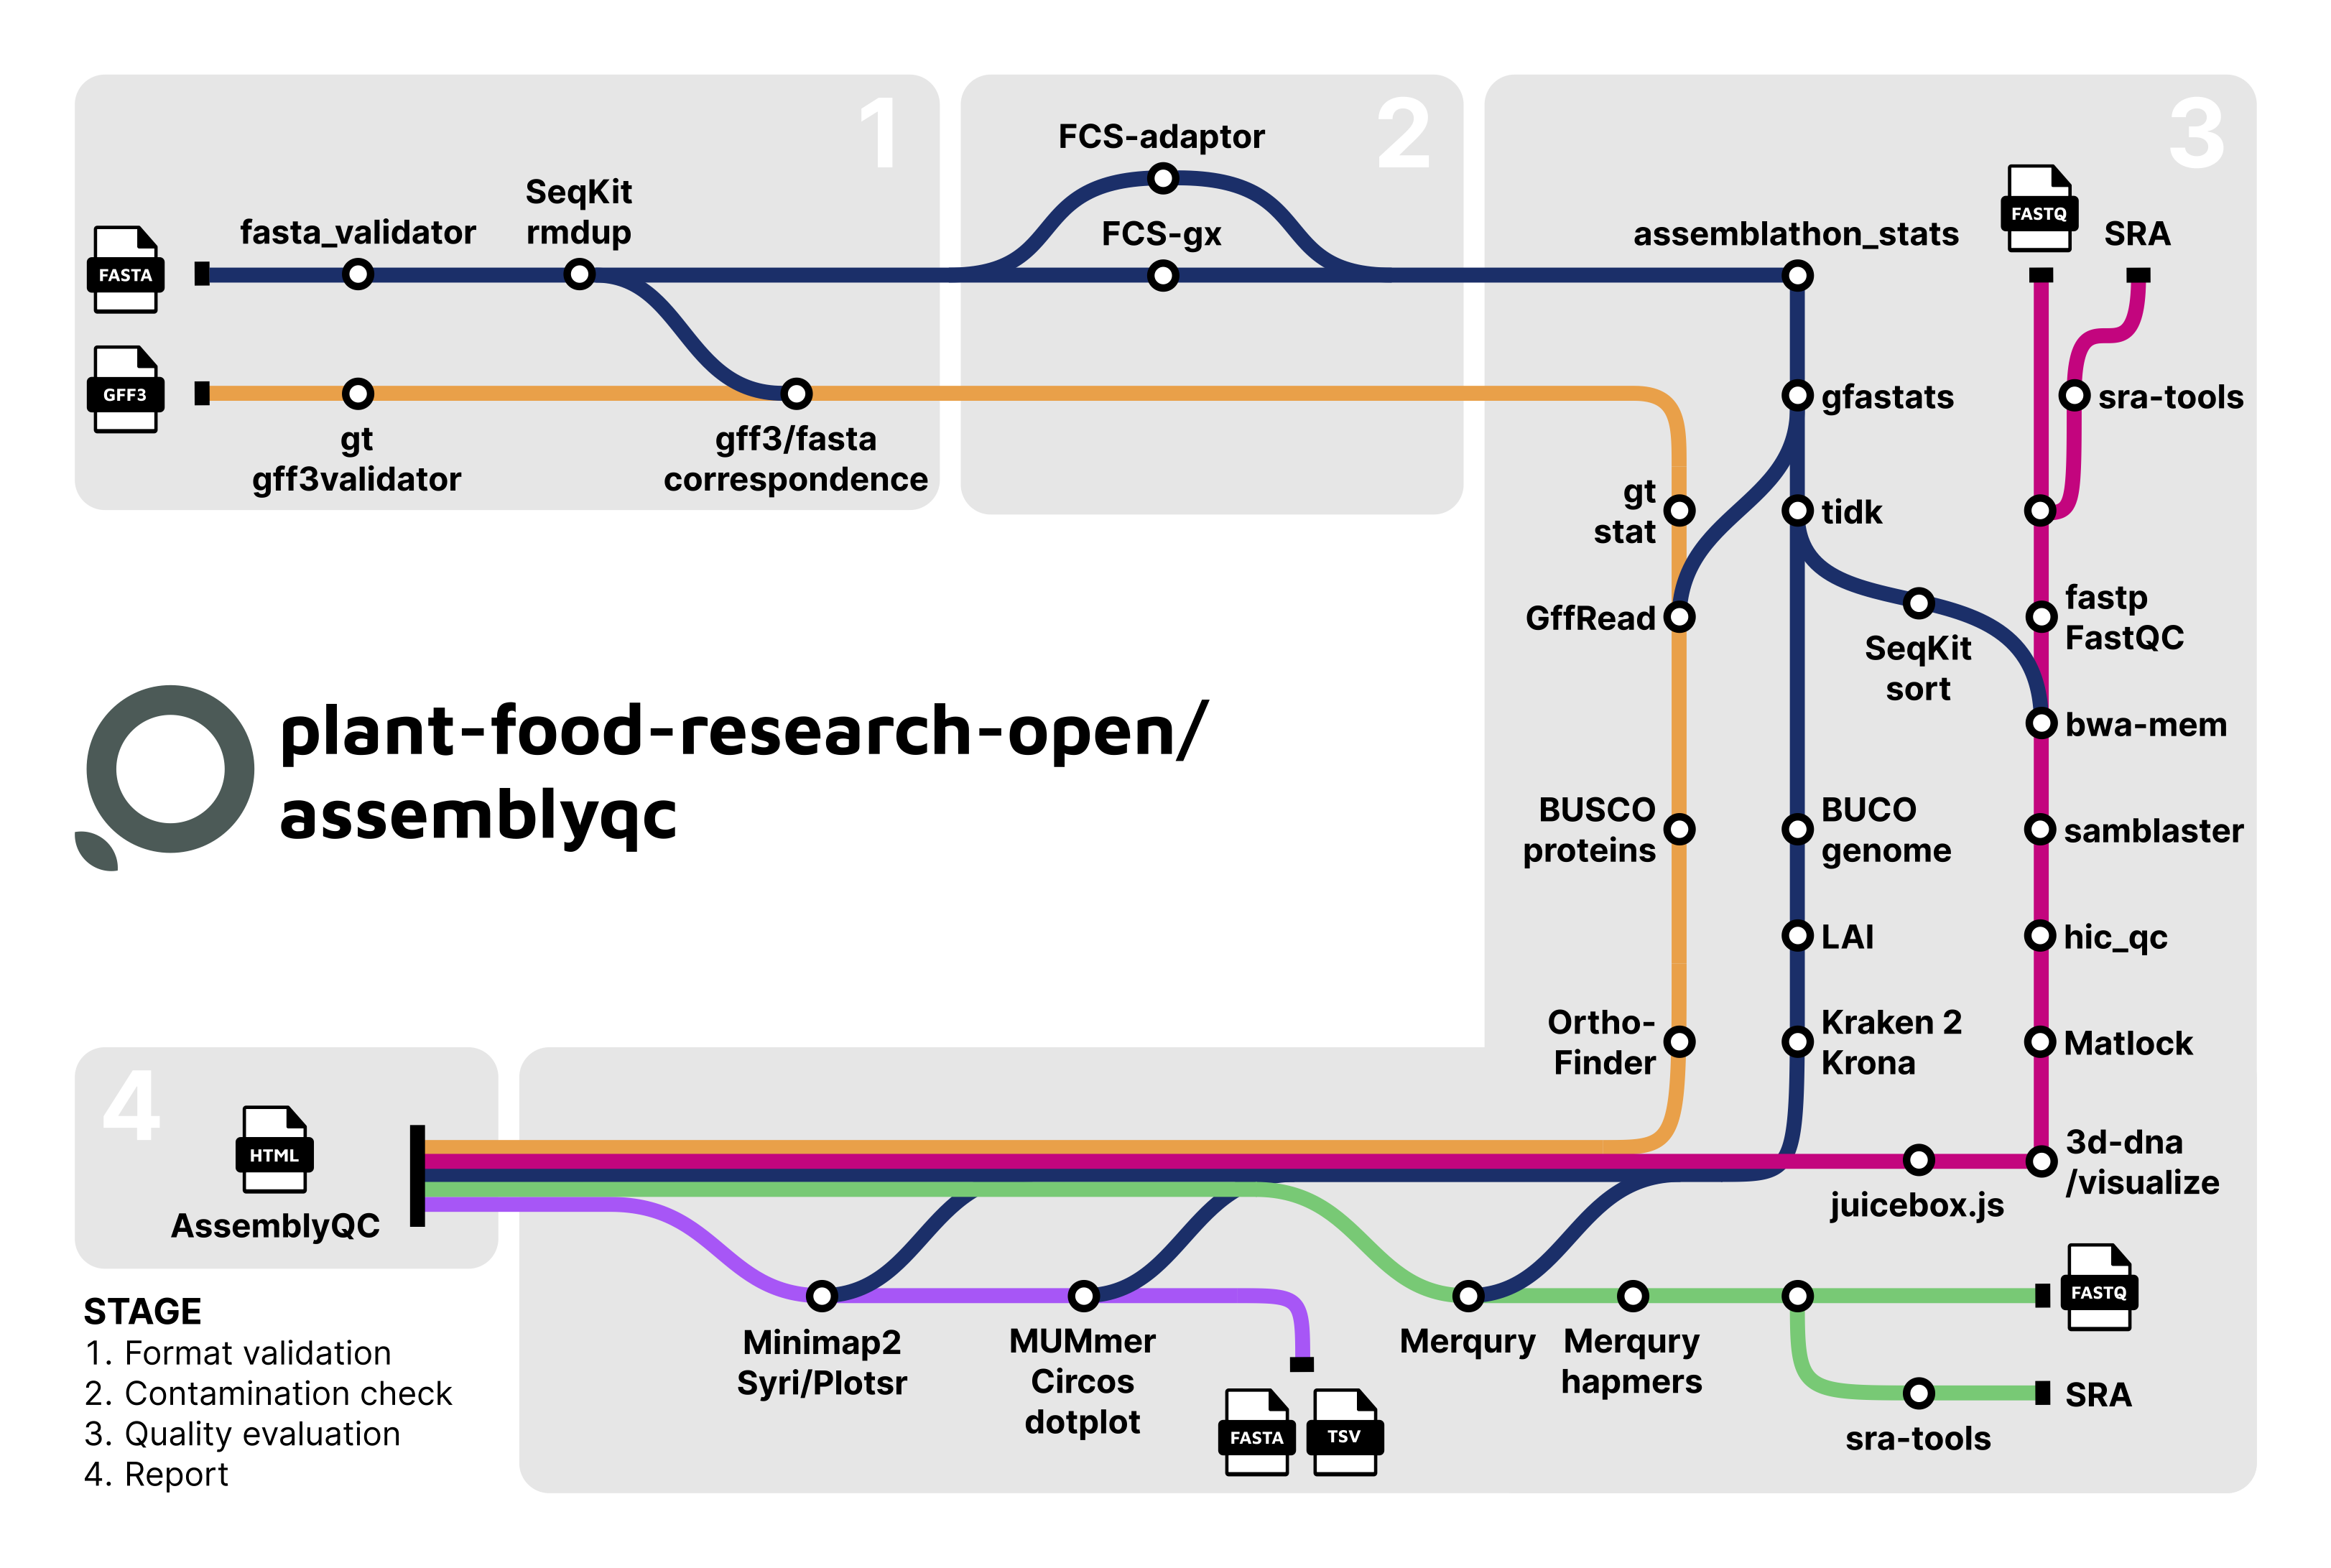 1
2
3
FCS-adaptor
SeqKit
rmdup
fasta_validator
FCS-gx
assemblathon_stats
FASTQ
SRA
FASTA
GFF3
gt
gff3validator
gff3/fasta
correspondence
gfastats
sra-tools
gt
stat
tidk
GffRead
SeqKit
sort
fastp
FastQC
bwa-mem
plant-food-research-open/
assemblyqc
BUSCO
proteins
BUCO
genome
samblaster
LAI
hic_qc
Ortho-
Finder
Kraken 2
Krona
Matlock
4
HTML
AssemblyQC
juicebox.js
3d-dna
/visualize
Minimap2
Syri/Plotsr
MUMmer
Circos
dotplot
FASTA
TSV
Merqury
Merqury
hapmers
FASTQ
sra-tools
SRA
STAGE
1. Format validation
2. Contamination check
3. Quality evaluation
4. Report